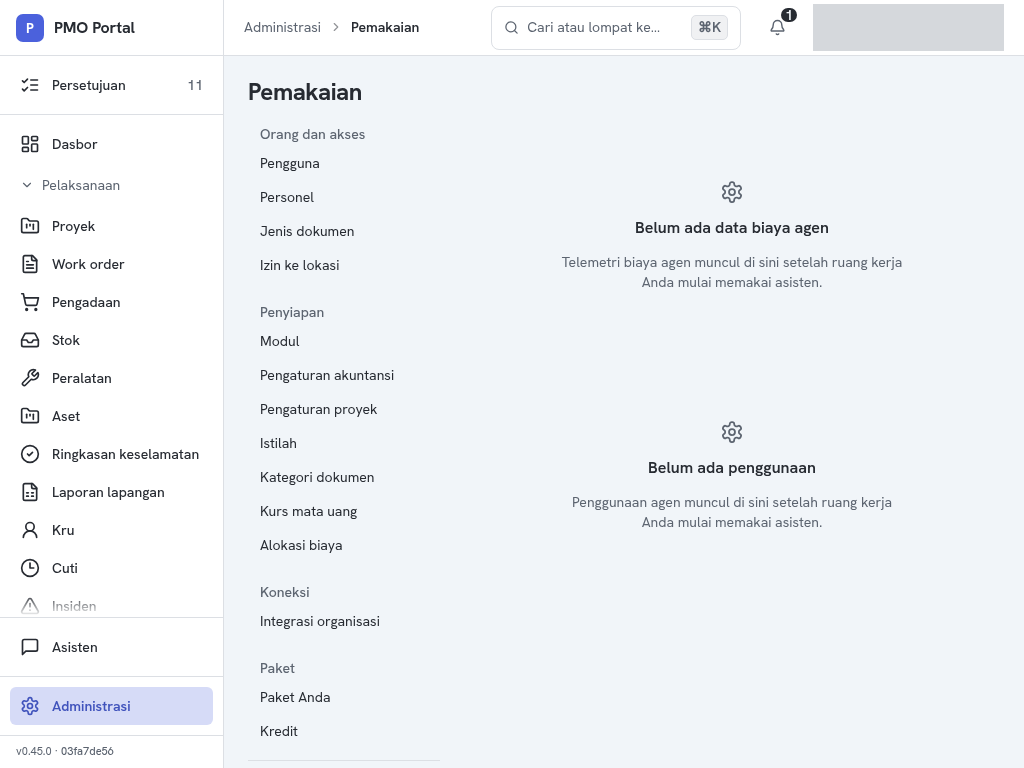 P PMO Portal
Administrasi > Pemakaian
Cari atau lompat ke... ⌘K
1
Persetujuan 11
Dasbor
Pelaksanaan
Proyek
Work order
Pengadaan
Stok
Peralatan
Aset
Ringkasan keselamatan
Laporan lapangan
Kru
Cuti
Insiden
Asisten
Administrasi
v0.45.0 · 03fa7de56
Pemakaian
Orang dan akses
Pengguna
Personel
Jenis dokumen
Izin ke lokasi
Penyiapan
Modul
Pengaturan akuntansi
Pengaturan proyek
Istilah
Kategori dokumen
Kurs mata uang
Alokasi biaya
Koneksi
Integrasi organisasi
Paket
Paket Anda
Kredit
Belum ada data biaya agen
Telemetri biaya agen muncul di sini setelah ruang kerja
Anda mulai memakai asisten.
Belum ada penggunaan
Penggunaan agen muncul di sini setelah ruang kerja
Anda mulai memakai asisten.